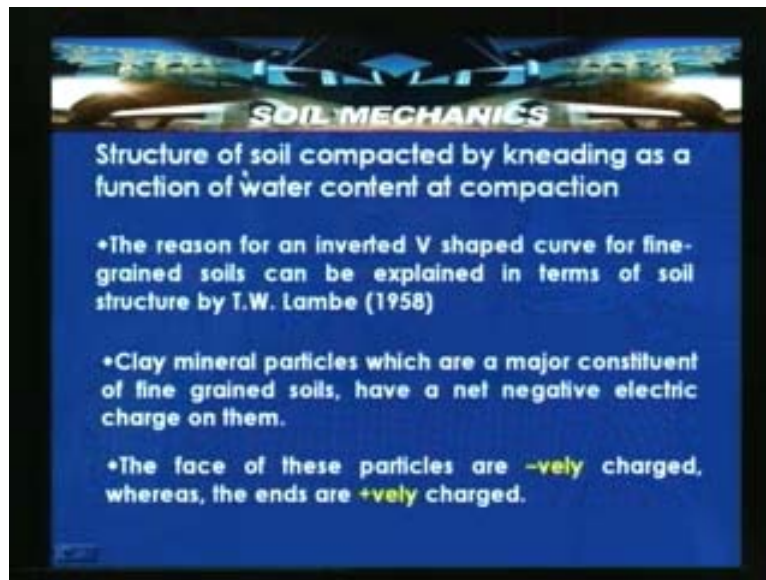 SOIL MECHANICS
Structure of soil compacted by kneading as a
function of water content at compaction
•The reason for an inverted V shaped curve for fine-
grained soils can be explained in terms of soil
structure by T.W. Lambe (1958)
•Clay mineral particles which are a major constituent
of fine grained soils, have a net negative electric
charge on them.
•The face of these particles are –vely charged,
whereas, the ends are +vely charged.